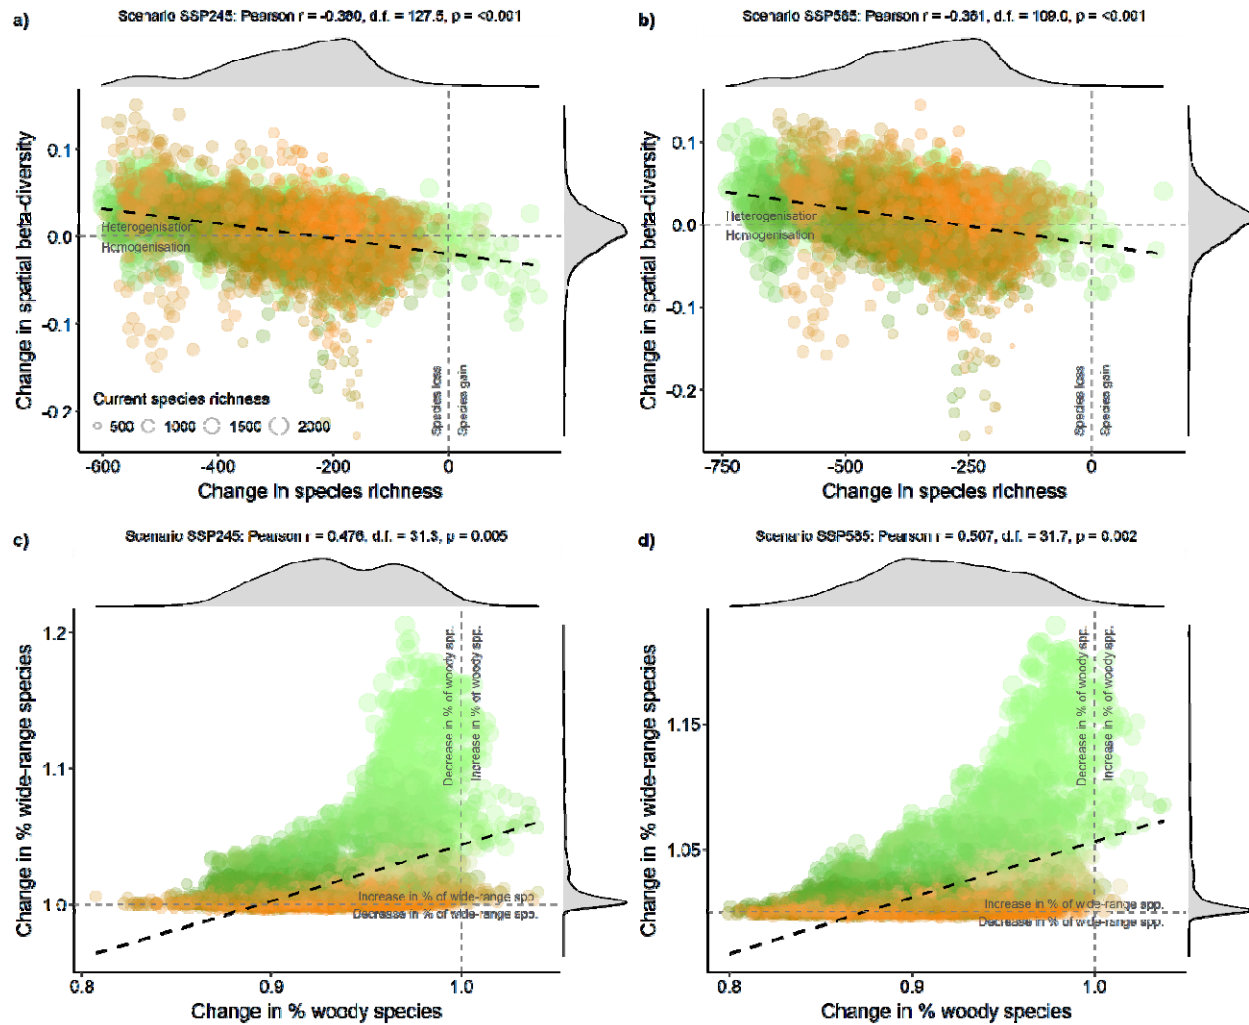 a)
Scenario SSP245: Pearson r = -0.380, d.f. = 127.5, p = <0.001
Change in spatial beta-diversity
0.1
0.0
-0.1
-0.2
Heterogenisation
Homogenisation
Species loss
Species gain
Current species richness
500 1000 1500 2000
-600 -400 -200 0
Change in species richness
b)
Scenario SSP585: Pearson r = -0.361, d.f. = 109.0, p = <0.001
Change in spatial beta-diversity
0.1
0.0
-0.1
-0.2
Heterogenisation
Homogenisation
Species loss
Species gain
-750 -500 -250 0
Change in species richness
c)
Scenario SSP245: Pearson r = 0.476, d.f. = 31.3, p = 0.005
Change in % wide-range species
1.2
1.1
1.0
Decrease in % of woody spp.
Increase in % of woody spp.
Increase in % of wide-range spp.
Decrease in % of wide-range spp.
0.8 0.9 1.0
Change in % woody species
d)
Scenario SSP585: Pearson r = 0.507, d.f. = 31.7, p = 0.002
Change in % wide-range species
1.15
1.05
Decrease in % of woody spp.
Increase in % of woody spp.
Increase in % of wide-range spp.
Decrease in % of wide-range spp.
0.8 0.9 1.0
Change in % woody species